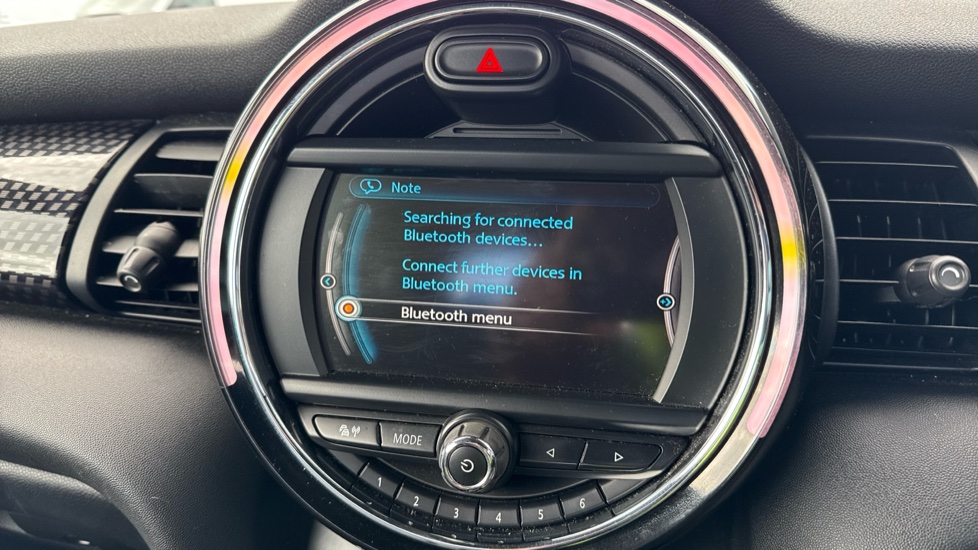 Note
Searching for connected
Bluetooth devices...
Connect further devices in
Bluetooth menu.
Bluetooth menu
MODE
1 2 3 4 5 6